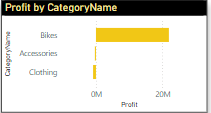 Profit by CategoryName
CategoryName
Bikes
Accessories
Clothing
0M 20M
Profit